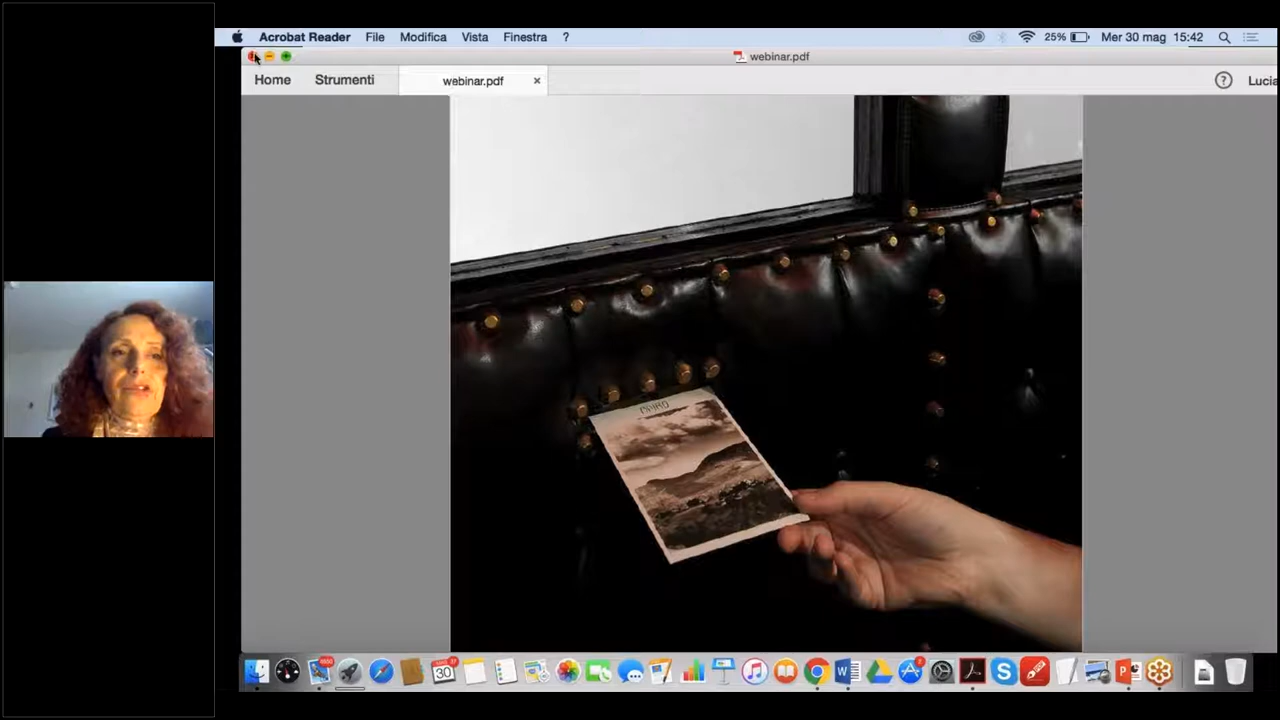 Acrobat Reader File Modifica Vista Finestra ? 25% Mer 30 mag 15:42
webinar.pdf
Home Strumenti webinar.pdf × ? Lucia
30